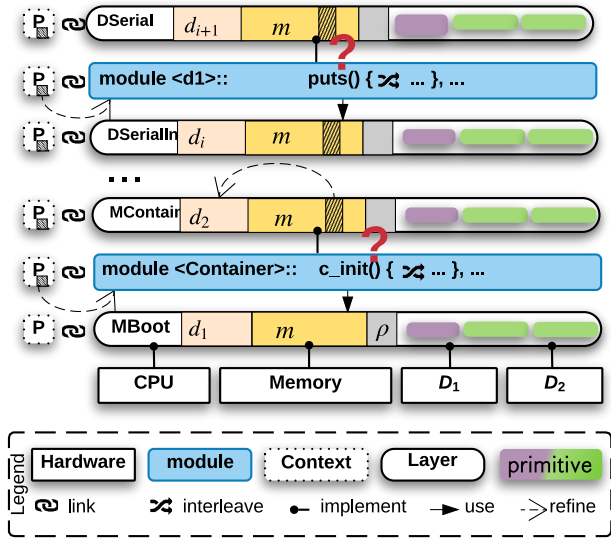 P DSerial d_{i+1} m
?
module <d1>:: puts() { ... }, ...
P
P DSerialIn d_i m
...
P MContain d_2 m
?
P module <Container>:: c_init() { ... }, ...
P MBoot d_1 m ρ
CPU Memory D_1 D_2
Legend
Hardware module Context Layer primitive
link interleave implement use refine